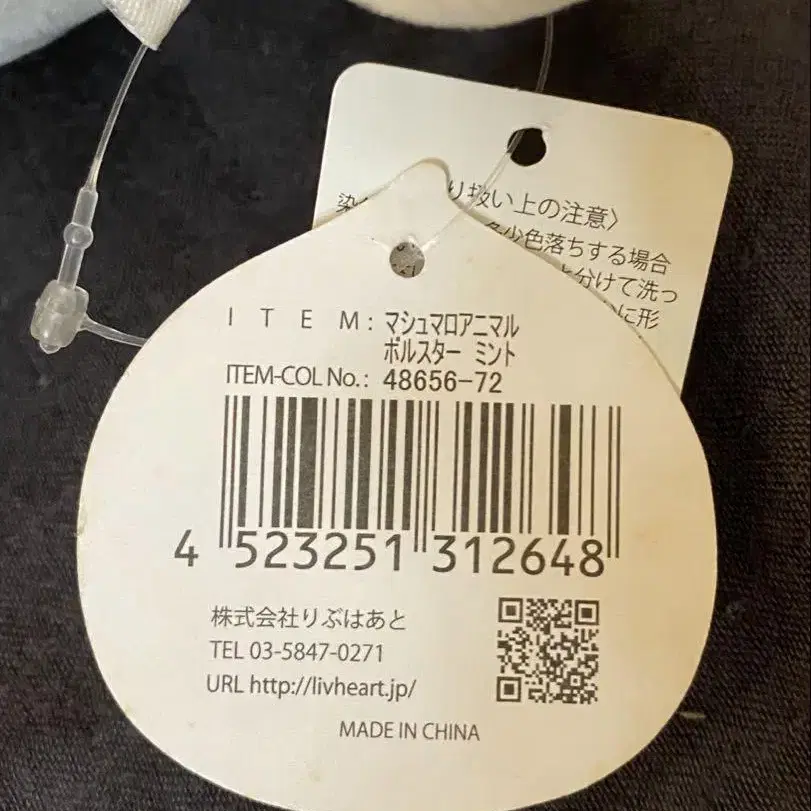 り扱い上の注意〉
少色落ちする場合
分けて洗っ
に形
ITEM: マシュマロアニマル
ボルスター ミント
ITEM-COL No.: 48656-72
4 523251 312648
株式会社りぶはあと
TEL 03-5847-0271
URL http://livheart.jp/
MADE IN CHINA